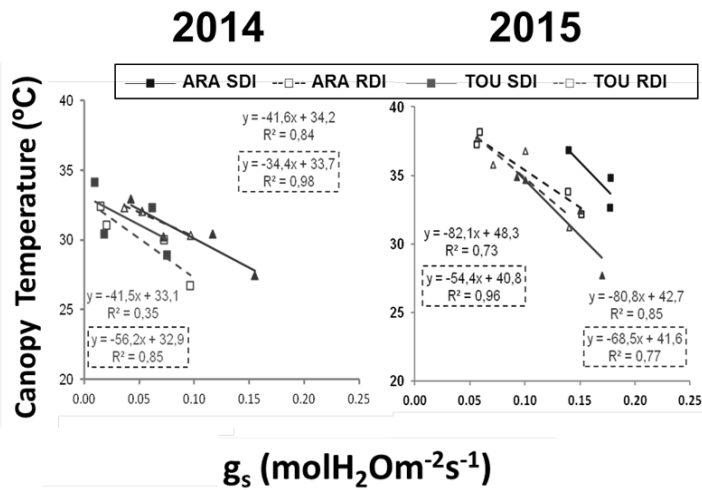 2014 2015
ARA SDI ARA RDI TOU SDI TOU RDI
Canopy Temperature (ºC)
40
35
30
25
20
0.00 0.05 0.10 0.15 0.20 0.25
y = -41,6x + 34,2
R² = 0,84
y = -34,4x + 33,7
R² = 0,98
y = -41,5x + 33,1
R² = 0,35
y = -56,2x + 32,9
R² = 0,85
40
35
30
25
20
0.00 0.05 0.10 0.15 0.20 0.25
y = -82,1x + 48,3
R² = 0,73
y = -54,4x + 40,8
R² = 0,96
y = -80,8x + 42,7
R² = 0,85
y = -68,5x + 41,6
R² = 0,77
gs (molH2Om-2s-1)